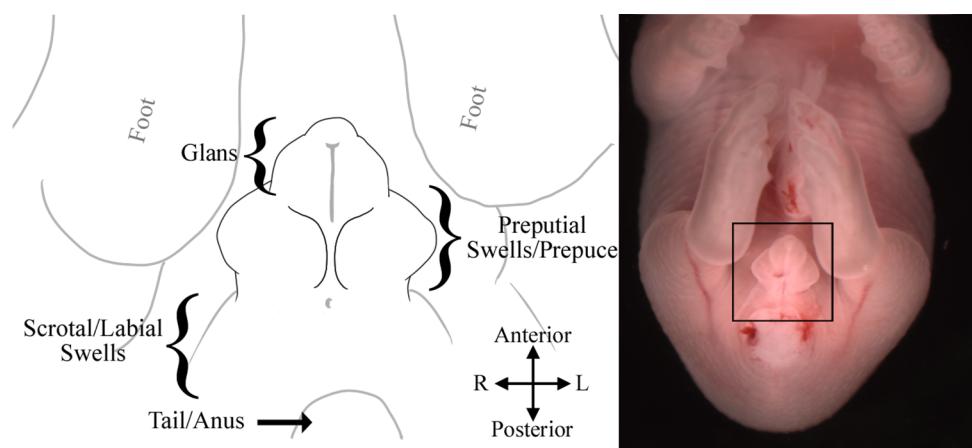 Foot
Foot
Glans
Preputial
Swells/Prepuce
Scrotal/Labial
Swells
Anterior
R
L
Tail/Anus
Posterior